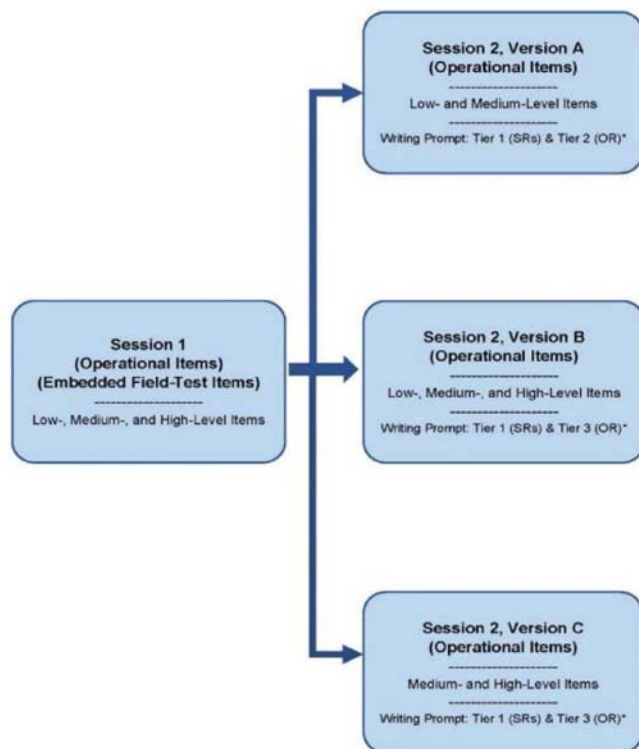 Session 2, Version A
(Operational Items)
Low- and Medium-Level Items
Writing Prompt: Tier 1 (SRs) & Tier 2 (OR)*
Session 1
(Operational Items)
(Embedded Field-Test Items)
Low-, Medium-, and High-Level Items
Session 2, Version B
(Operational Items)
Low-, Medium-, and High-Level Items
Writing Prompt: Tier 1 (SRs) & Tier 3 (OR)*
Session 2, Version C
(Operational Items)
Medium- and High-Level Items
Writing Prompt: Tier 1 (SRs) & Tier 3 (OR)*